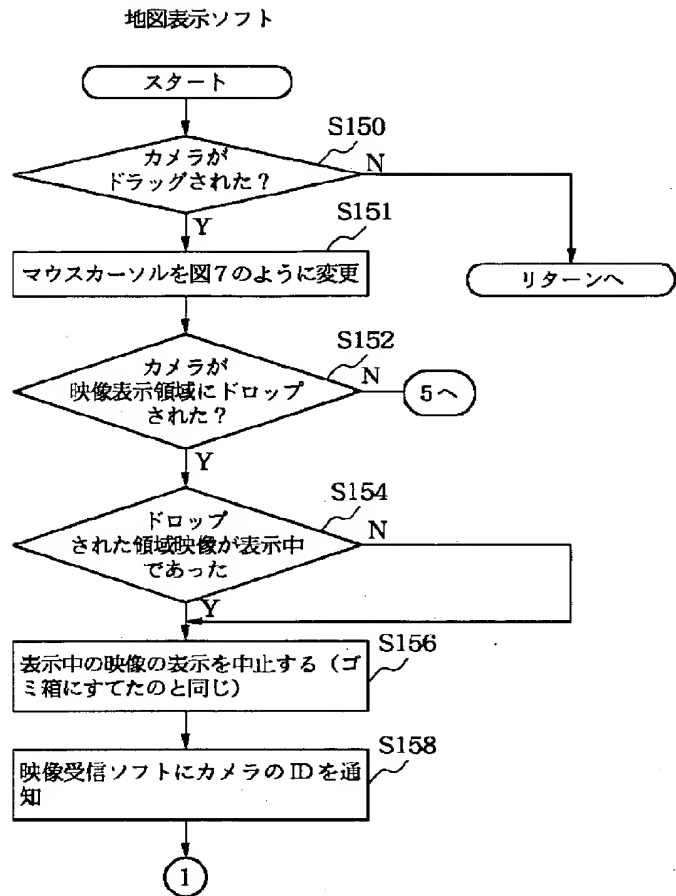 地図表示ソフト
スタート
S150
カメラが
ドラッグされた？
N
Y
S151
マウスカーソルを図7のように変更
リターンへ
S152
カメラが
映像表示領域にドロップ
された？
N
5へ
Y
S154
ドロップ
された領域映像が表示中
であった
N
Y
S156
表示中の映像の表示を中止する（ゴ
ミ箱にすてたのと同じ）
S158
映像受信ソフトにカメラのIDを通
知
1